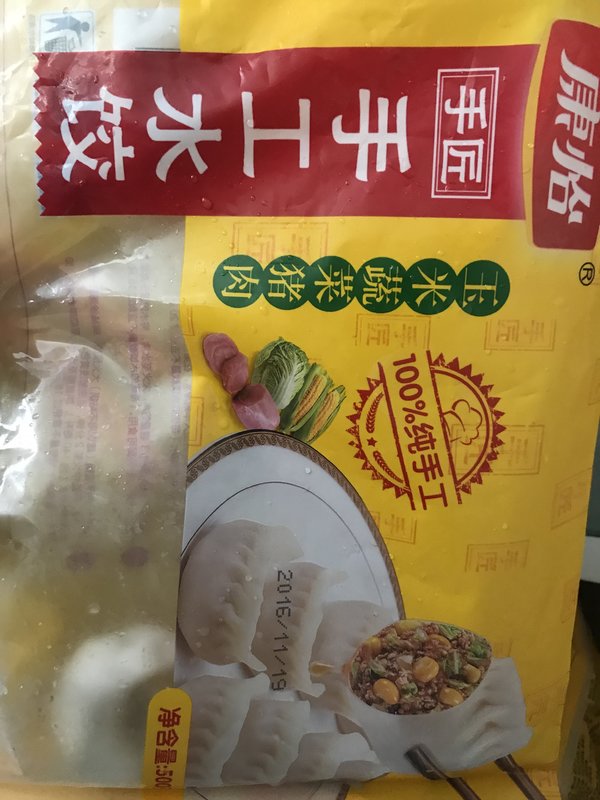 康怡®
手匠
手工水饺
玉米蔬菜猪肉
100%纯手工
2016/11/19
净含量:500